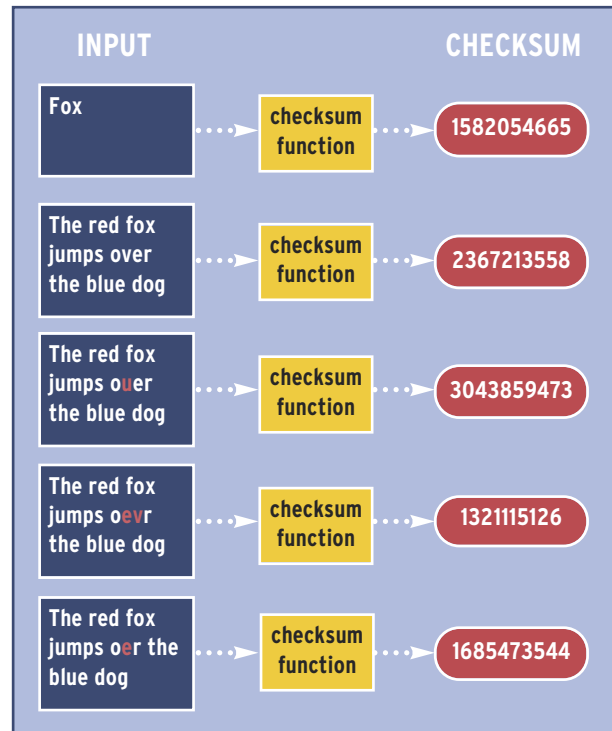 INPUT
CHECKSUM
Fox
checksum
function
1582054665
The red fox
jumps over
the blue dog
checksum
function
2367213558
The red fox
jumps ouer
the blue dog
checksum
function
3043859473
The red fox
jumps oevr
the blue dog
checksum
function
1321115126
The red fox
jumps oer the
blue dog
checksum
function
1685473544